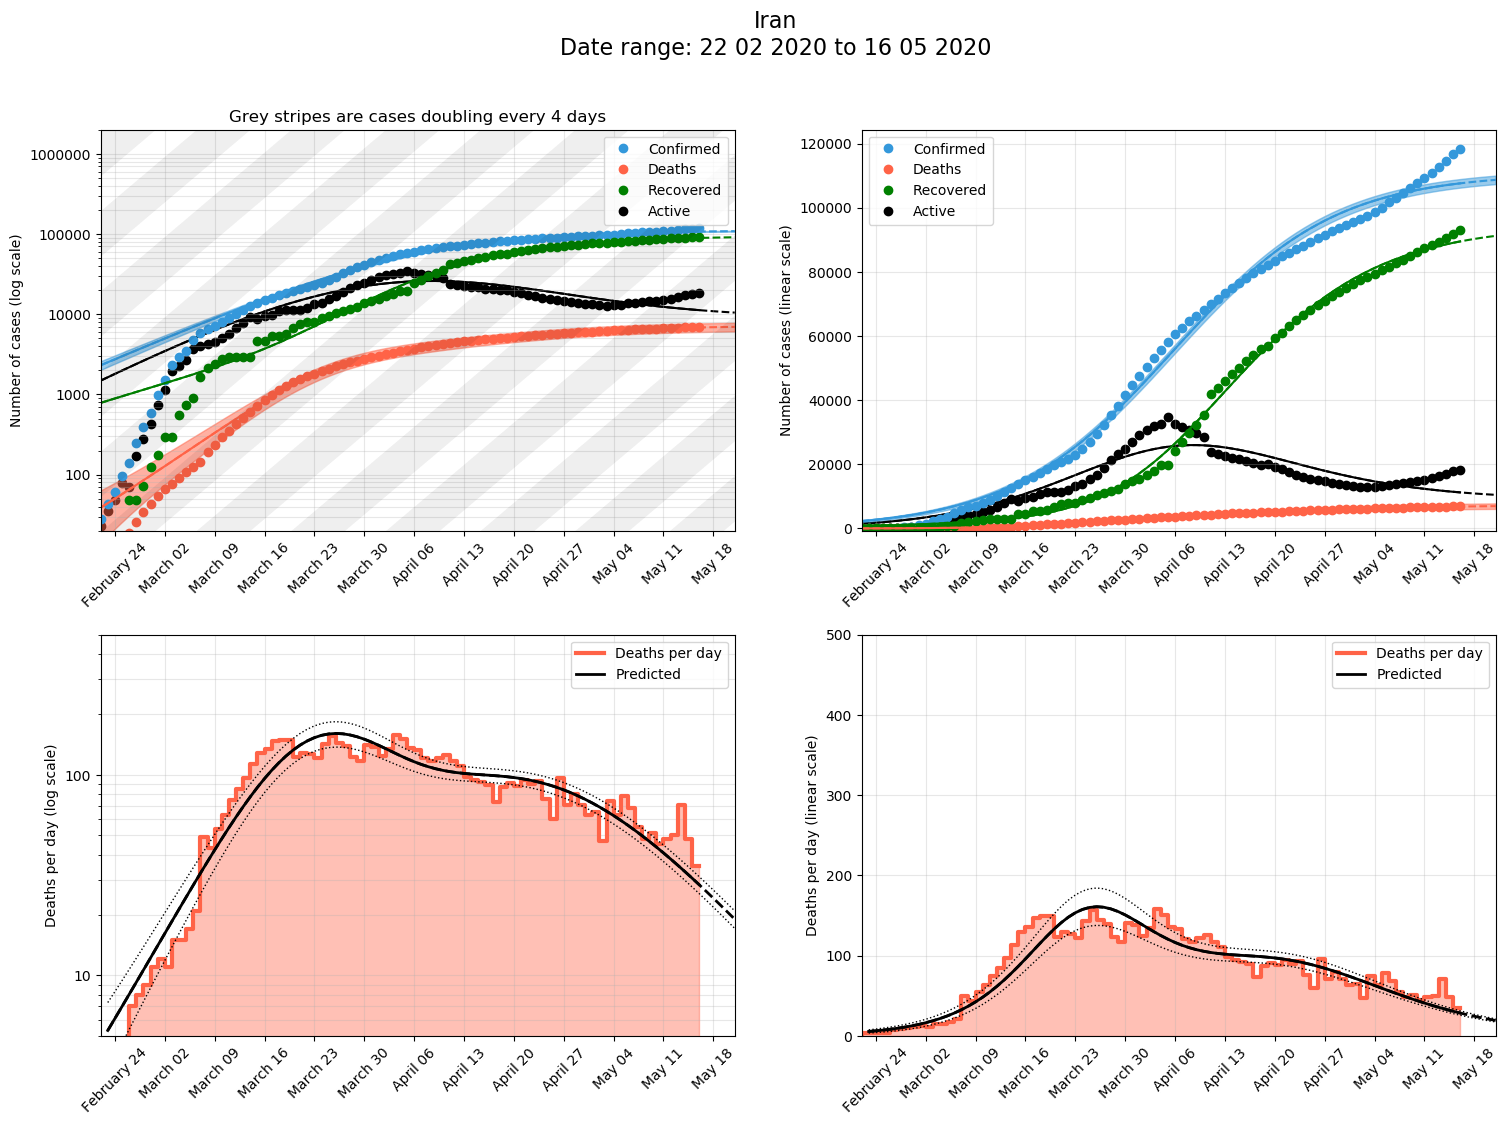 Iran
Date range: 22 02 2020 to 16 05 2020
Grey stripes are cases doubling every 4 days
Number of cases (log scale)
1000000
100000
10000
1000
100
Confirmed
Deaths
Recovered
Active
February 24
March 02
March 09
March 16
March 23
March 30
April 06
April 13
April 20
April 27
May 04
May 11
May 18
Number of cases (linear scale)
120000
100000
80000
60000
40000
20000
0
Confirmed
Deaths
Recovered
Active
February 24
March 02
March 09
March 16
March 23
March 30
April 06
April 13
April 20
April 27
May 04
May 11
May 18
Deaths per day (log scale)
100
10
Deaths per day
Predicted
February 24
March 02
March 09
March 16
March 23
March 30
April 06
April 13
April 20
April 27
May 04
May 11
May 18
Deaths per day (linear scale)
500
400
300
200
100
0
Deaths per day
Predicted
February 24
March 02
March 09
March 16
March 23
March 30
April 06
April 13
April 20
April 27
May 04
May 11
May 18